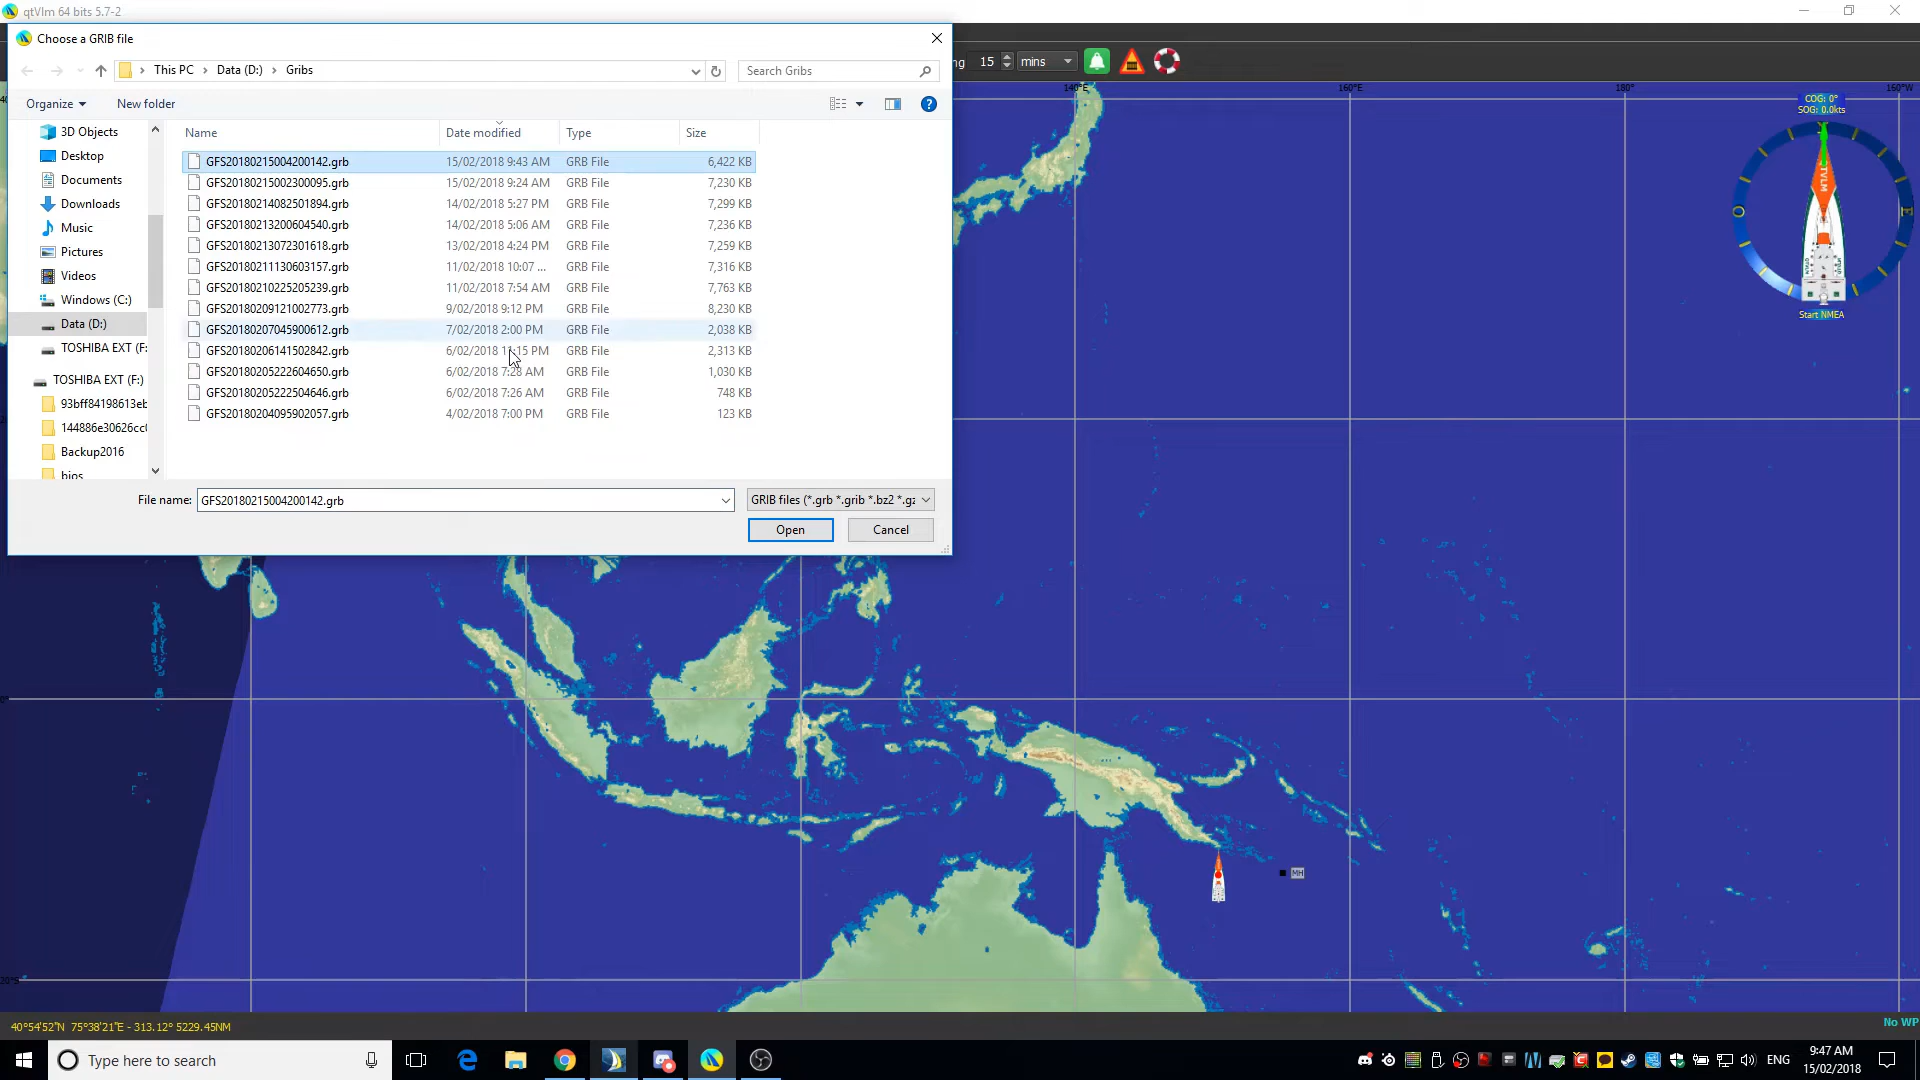 qtVlm 64 bits 5.7-2
Choose a GRIB file
This PC > Data (D:) > Gribs
Search Gribs
ng 15 mins
Organize
New folder
Name Date modified Type Size
3D Objects
Desktop
Documents
Downloads
Music
Pictures
Videos
Windows (C:)
Data (D:)
TOSHIBA EXT (F:
TOSHIBA EXT (F:)
93bff84198613eb
144886e30626cc
Backup2016
bios
GFS20180215004200142.grb 15/02/2018 9:43 AM GRB File 6,422 KB
GFS20180215002300095.grb 15/02/2018 9:24 AM GRB File 7,230 KB
GFS20180214082501894.grb 14/02/2018 5:27 PM GRB File 7,299 KB
GFS20180213200604540.grb 14/02/2018 5:06 AM GRB File 7,236 KB
GFS20180213072301618.grb 13/02/2018 4:24 PM GRB File 7,259 KB
GFS20180211130603157.grb 11/02/2018 10:07 ... GRB File 7,316 KB
GFS20180210225205239.grb 11/02/2018 7:54 AM GRB File 7,763 KB
GFS20180209121002773.grb 9/02/2018 9:12 PM GRB File 8,230 KB
GFS20180207045900612.grb 7/02/2018 2:00 PM GRB File 2,038 KB
GFS20180206141502842.grb 6/02/2018 11:15 PM GRB File 2,313 KB
GFS20180205222604650.grb 6/02/2018 7:28 AM GRB File 1,030 KB
GFS20180205222504646.grb 6/02/2018 7:26 AM GRB File 748 KB
GFS20180204095902057.grb 4/02/2018 7:00 PM GRB File 123 KB
File name: GFS20180215004200142.grb
GRIB files (*.grb *.grib *.bz2 *.gz
Open
Cancel
140°E 160°E 180° 160°W
COG: 0°
SOG: 0.0kts
QTVLM
Start NMEA
MH
40°54'52"N 75°38'21"E - 313.12° 5229.45NM
No WP
Type here to search
ENG
9:47 AM
15/02/2018